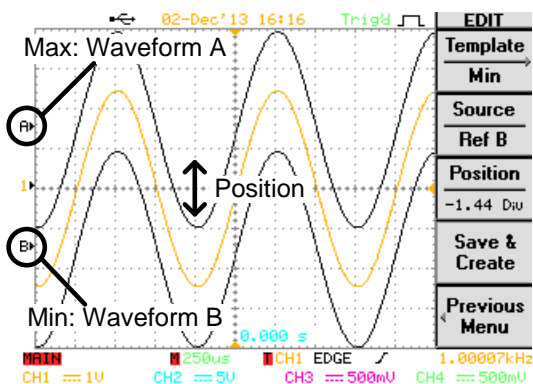 02-Dec'13 16:16 Trig'd EDIT
Max: Waveform A
Template
Min
Source
Ref B
A
Position
-1.44 Div
1
Position
B
Save &
Create
Min: Waveform B
Previous
Menu
0.000 s
MAIN M 250us T CH1 EDGE 1.00007kHz
CH1 1V CH2 5V CH3 500mV CH4 500mV